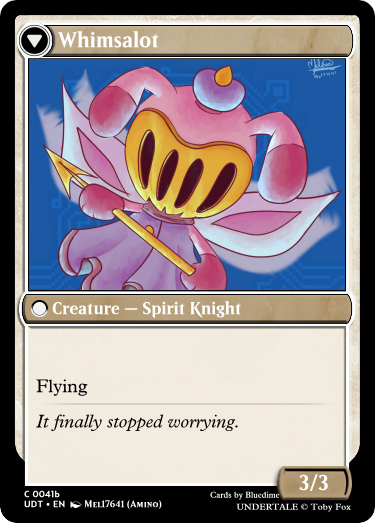 Whimsalot
Mel17641
Creature — Spirit Knight
Flying
It finally stopped worrying.
3/3
C 0041b
UDT • EN Mel17641 (Amino)
Cards by Bluedime
UNDERTALE © Toby Fox